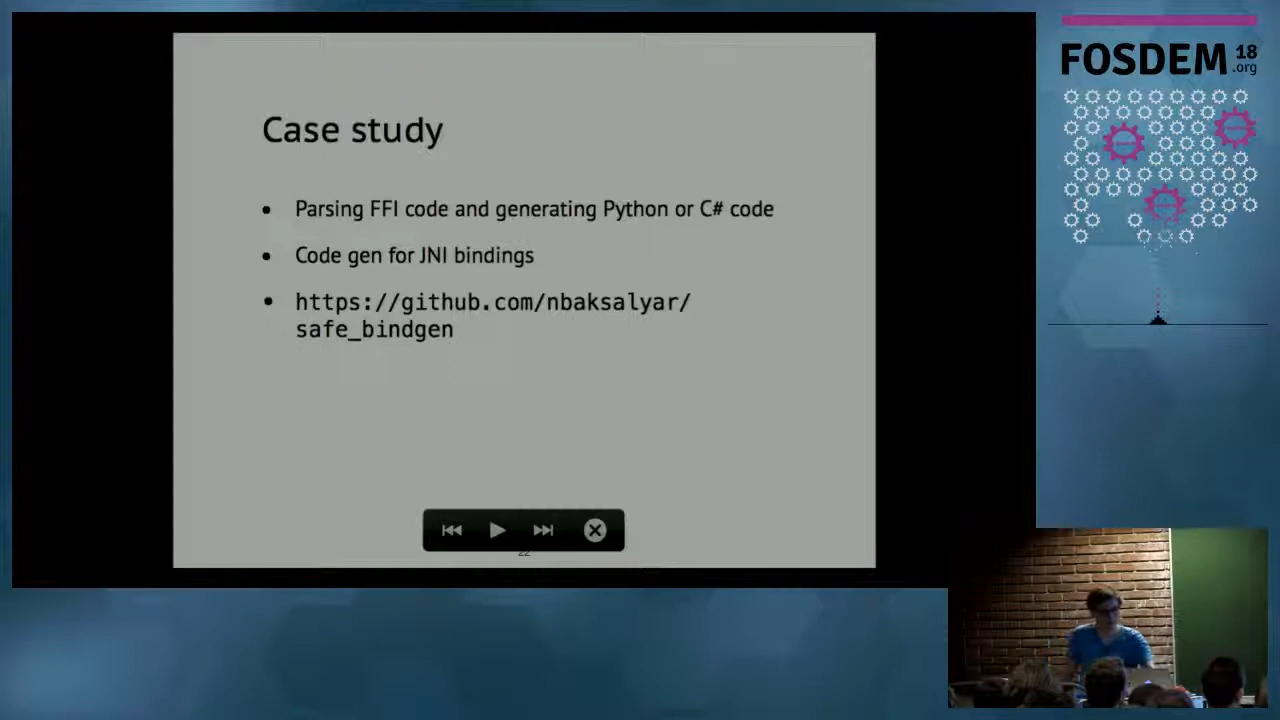 FOSDEM 18
.org
Case study
• Parsing FFI code and generating Python or C# code
• Code gen for JNI bindings
• https://github.com/nbaksalyar/
safe_bindgen
22